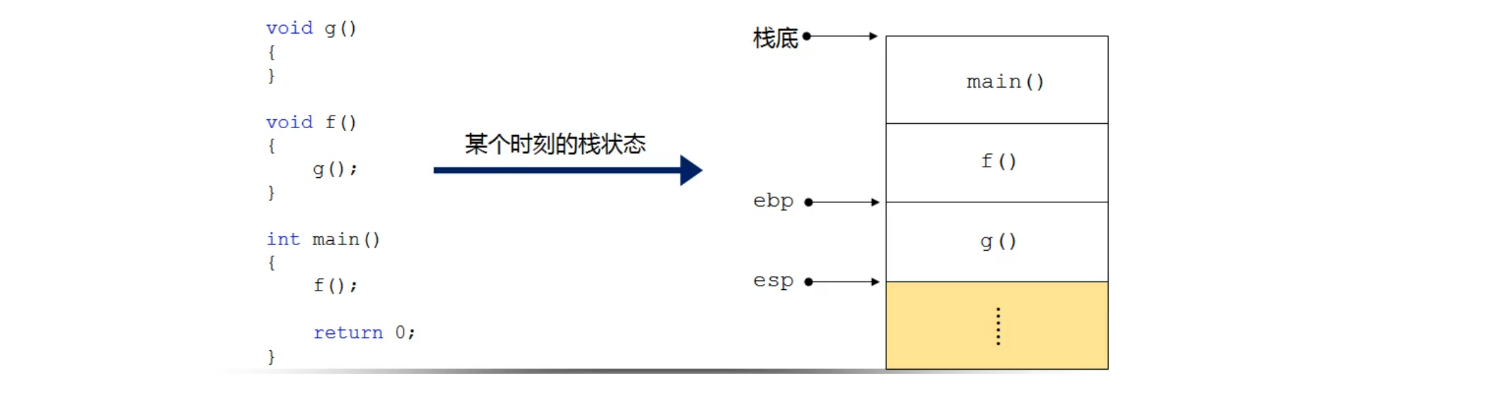 void g()
{
}
void f()
{
g();
}
int main()
{
f();
return 0;
}
某个时刻的栈状态
栈底
main()
f()
ebp
g()
esp